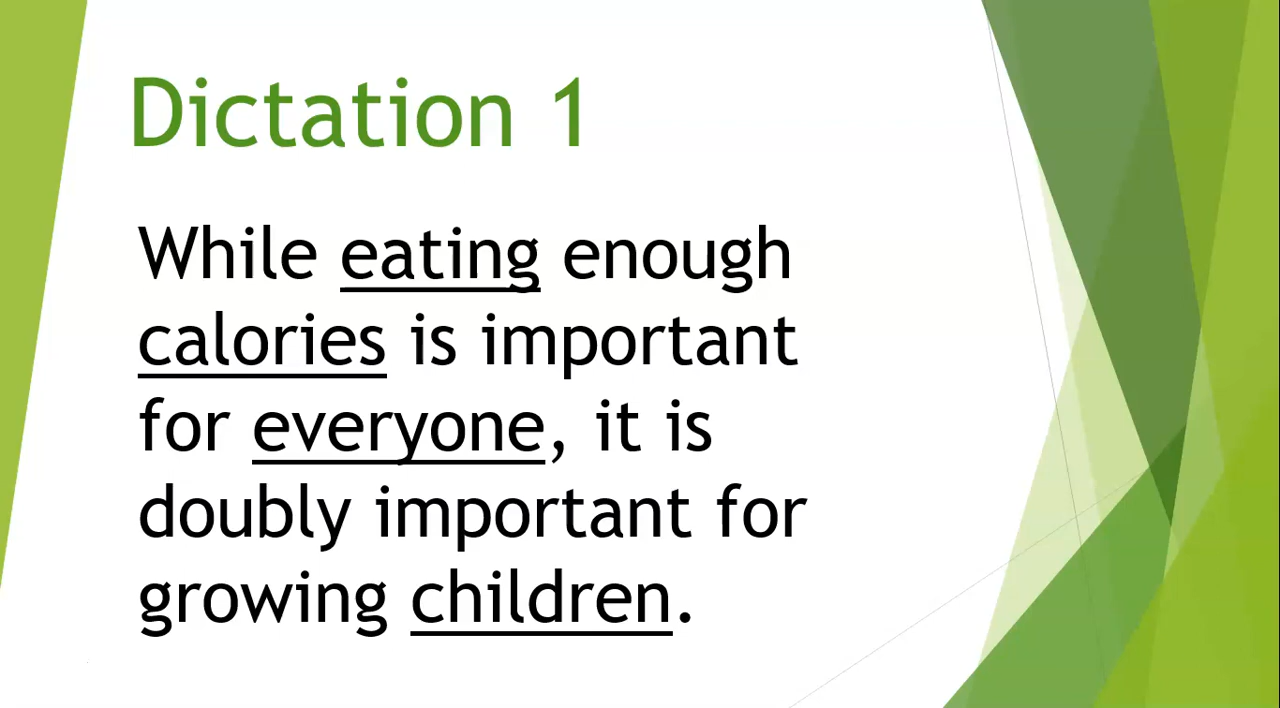 Dictation 1
While eating enough
calories is important
for everyone, it is
doubly important for
growing children.